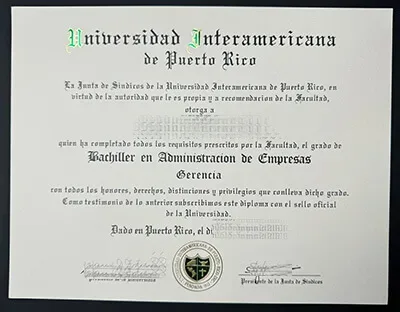 Universidad Interamericana
de Puerto Rico
La Junta de Síndicos de la Universidad Interamericana de Puerto Rico, en
virtud de la autoridad que le es propia y a recomendación de la Facultad,
otorga a
quien ha completado todos los requisitos prescritos por la Facultad, el grado de
Bachiller en Administracion de Empresas
Gerencia
con todos los honores, derechos, distinciones y privilegios que conlleva dicho grado.
Como testimonio de lo anterior subscribimos este diploma con el sello oficial
de la Universidad.
Dado en Puerto Rico, el dí
Presidente de la Junta de Síndicos